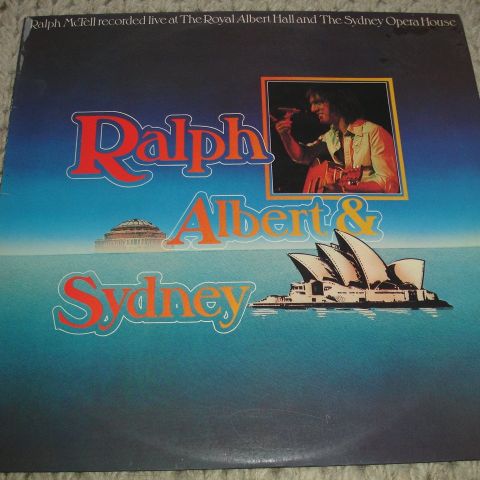 Ralph McTell recorded live at The Royal Albert Hall and The Sydney Opera House
Ralph
Albert &
Sydney